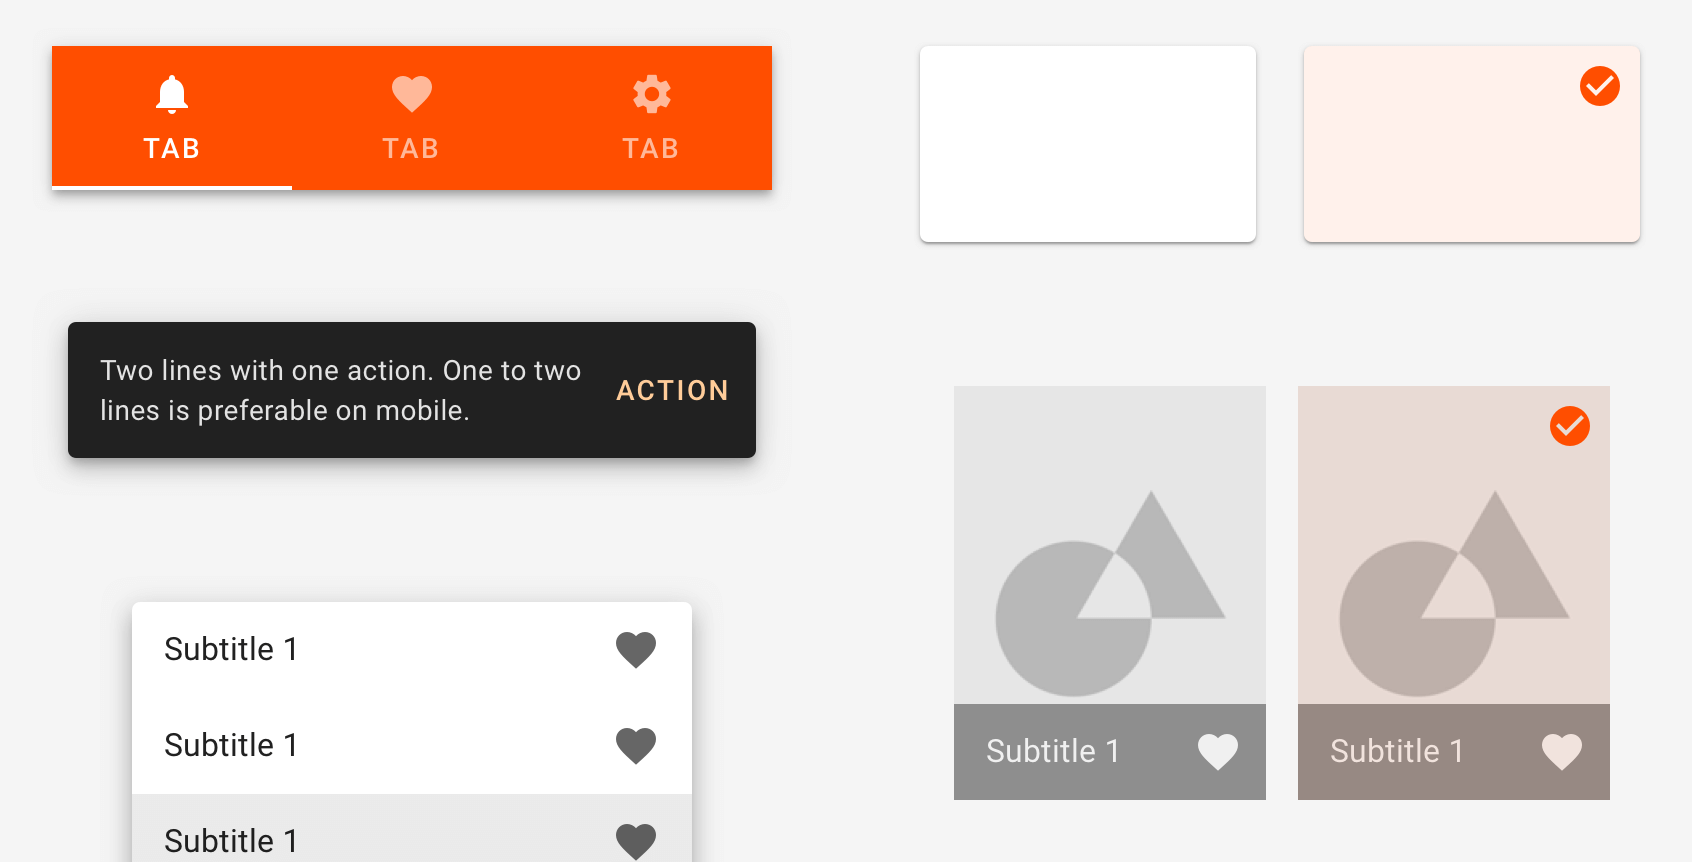 TAB TAB TAB
Two lines with one action. One to two
lines is preferable on mobile.
ACTION
Subtitle 1
Subtitle 1
Subtitle 1
Subtitle 1
Subtitle 1